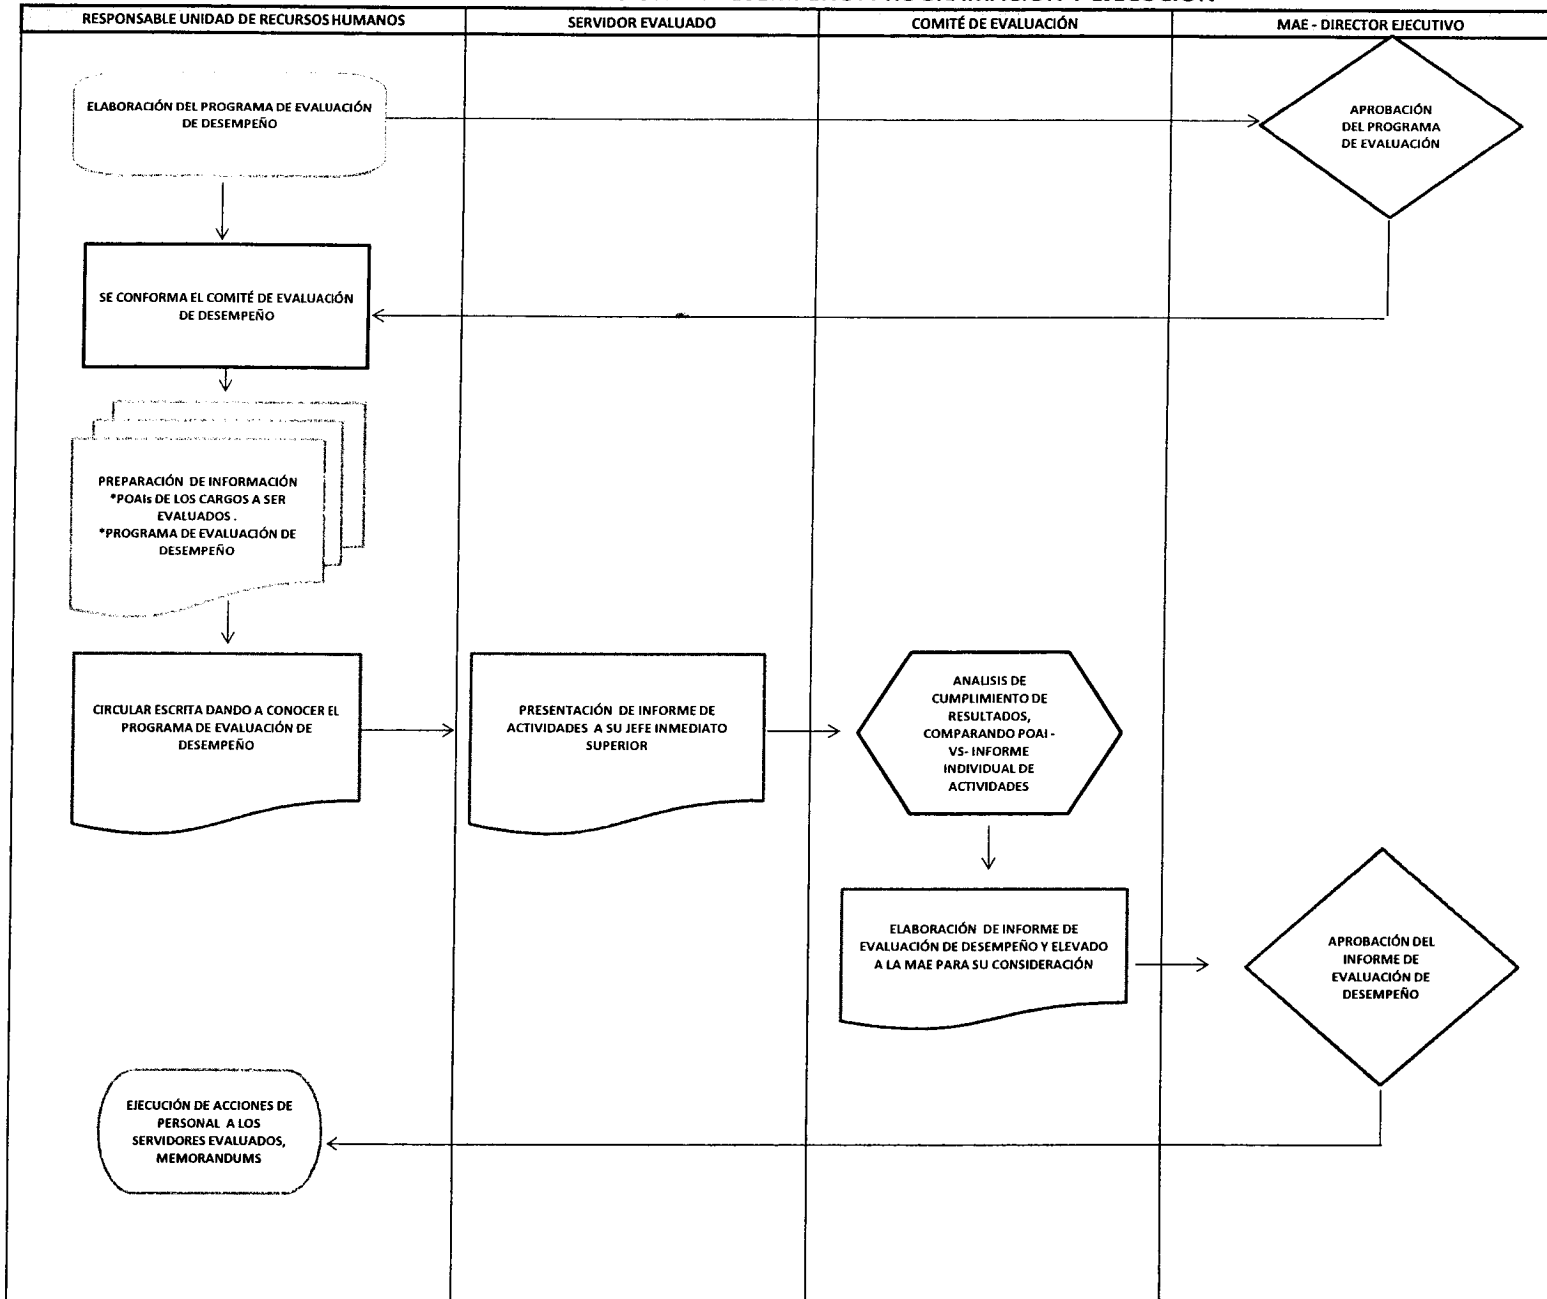 RESPONSABLE UNIDAD DE RECURSOS HUMANOS
SERVIDOR EVALUADO
COMITÉ DE EVALUACIÓN
MAE - DIRECTOR EJECUTIVO
ELABORACIÓN DEL PROGRAMA DE EVALUACIÓN
DE DESEMPEÑO
APROBACIÓN
DEL PROGRAMA
DE EVALUACIÓN
SE CONFORMA EL COMITÉ DE EVALUACIÓN
DE DESEMPEÑO
PREPARACIÓN DE INFORMACIÓN
*POAIs DE LOS CARGOS A SER
EVALUADOS .
*PROGRAMA DE EVALUACIÓN DE
DESEMPEÑO
CIRCULAR ESCRITA DANDO A CONOCER EL
PROGRAMA DE EVALUACIÓN DE
DESEMPEÑO
PRESENTACIÓN DE INFORME DE
ACTIVIDADES A SU JEFE INMEDIATO
SUPERIOR
ANALISIS DE
CUMPLIMIENTO DE
RESULTADOS,
COMPARANDO POAI -
VS- INFORME
INDIVIDUAL DE
ACTIVIDADES
ELABORACIÓN DE INFORME DE
EVALUACIÓN DE DESEMPEÑO Y ELEVADO
A LA MAE PARA SU CONSIDERACIÓN
APROBACIÓN DEL
INFORME DE
EVALUACIÓN DE
DESEMPEÑO
EJECUCIÓN DE ACCIONES DE
PERSONAL A LOS
SERVIDORES EVALUADOS,
MEMORANDUMS